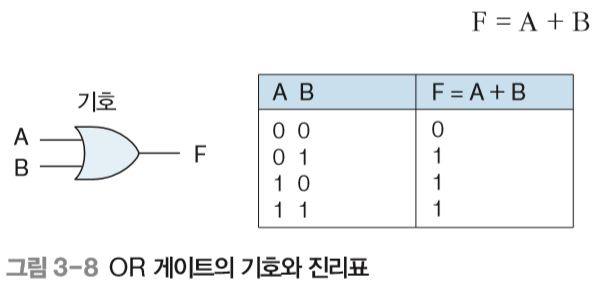 F = A + B
기호
A
B
F
A B F = A + B
0 0 0
0 1 1
1 0 1
1 1 1
그림 3-8 OR 게이트의 기호와 진리표